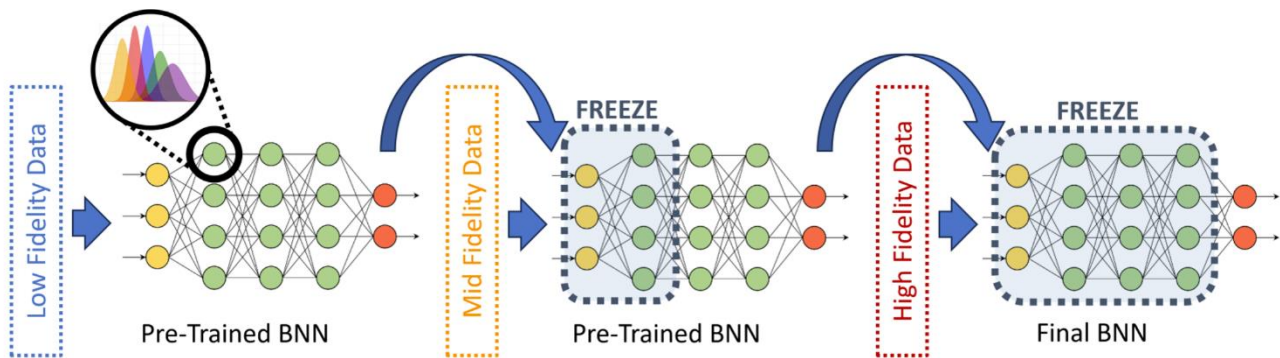 Low Fidelity Data
Pre-Trained BNN
Mid Fidelity Data
FREEZE
Pre-Trained BNN
High Fidelity Data
FREEZE
Final BNN